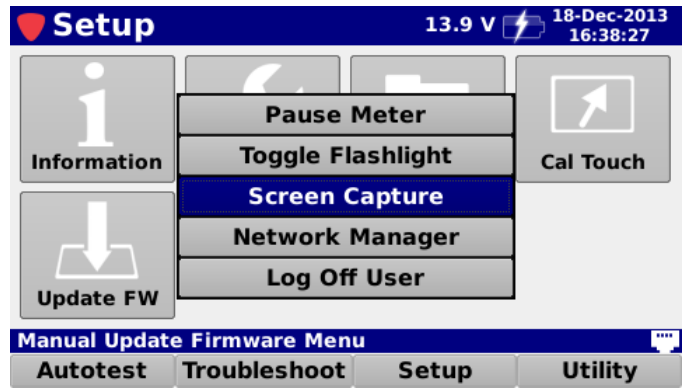 Setup
13.9 V
18-Dec-2013
16:38:27
Pause Meter
Information
Toggle Flashlight
Cal Touch
Screen Capture
Network Manager
Update FW
Log Off User
Manual Update Firmware Menu
Autotest
Troubleshoot
Setup
Utility